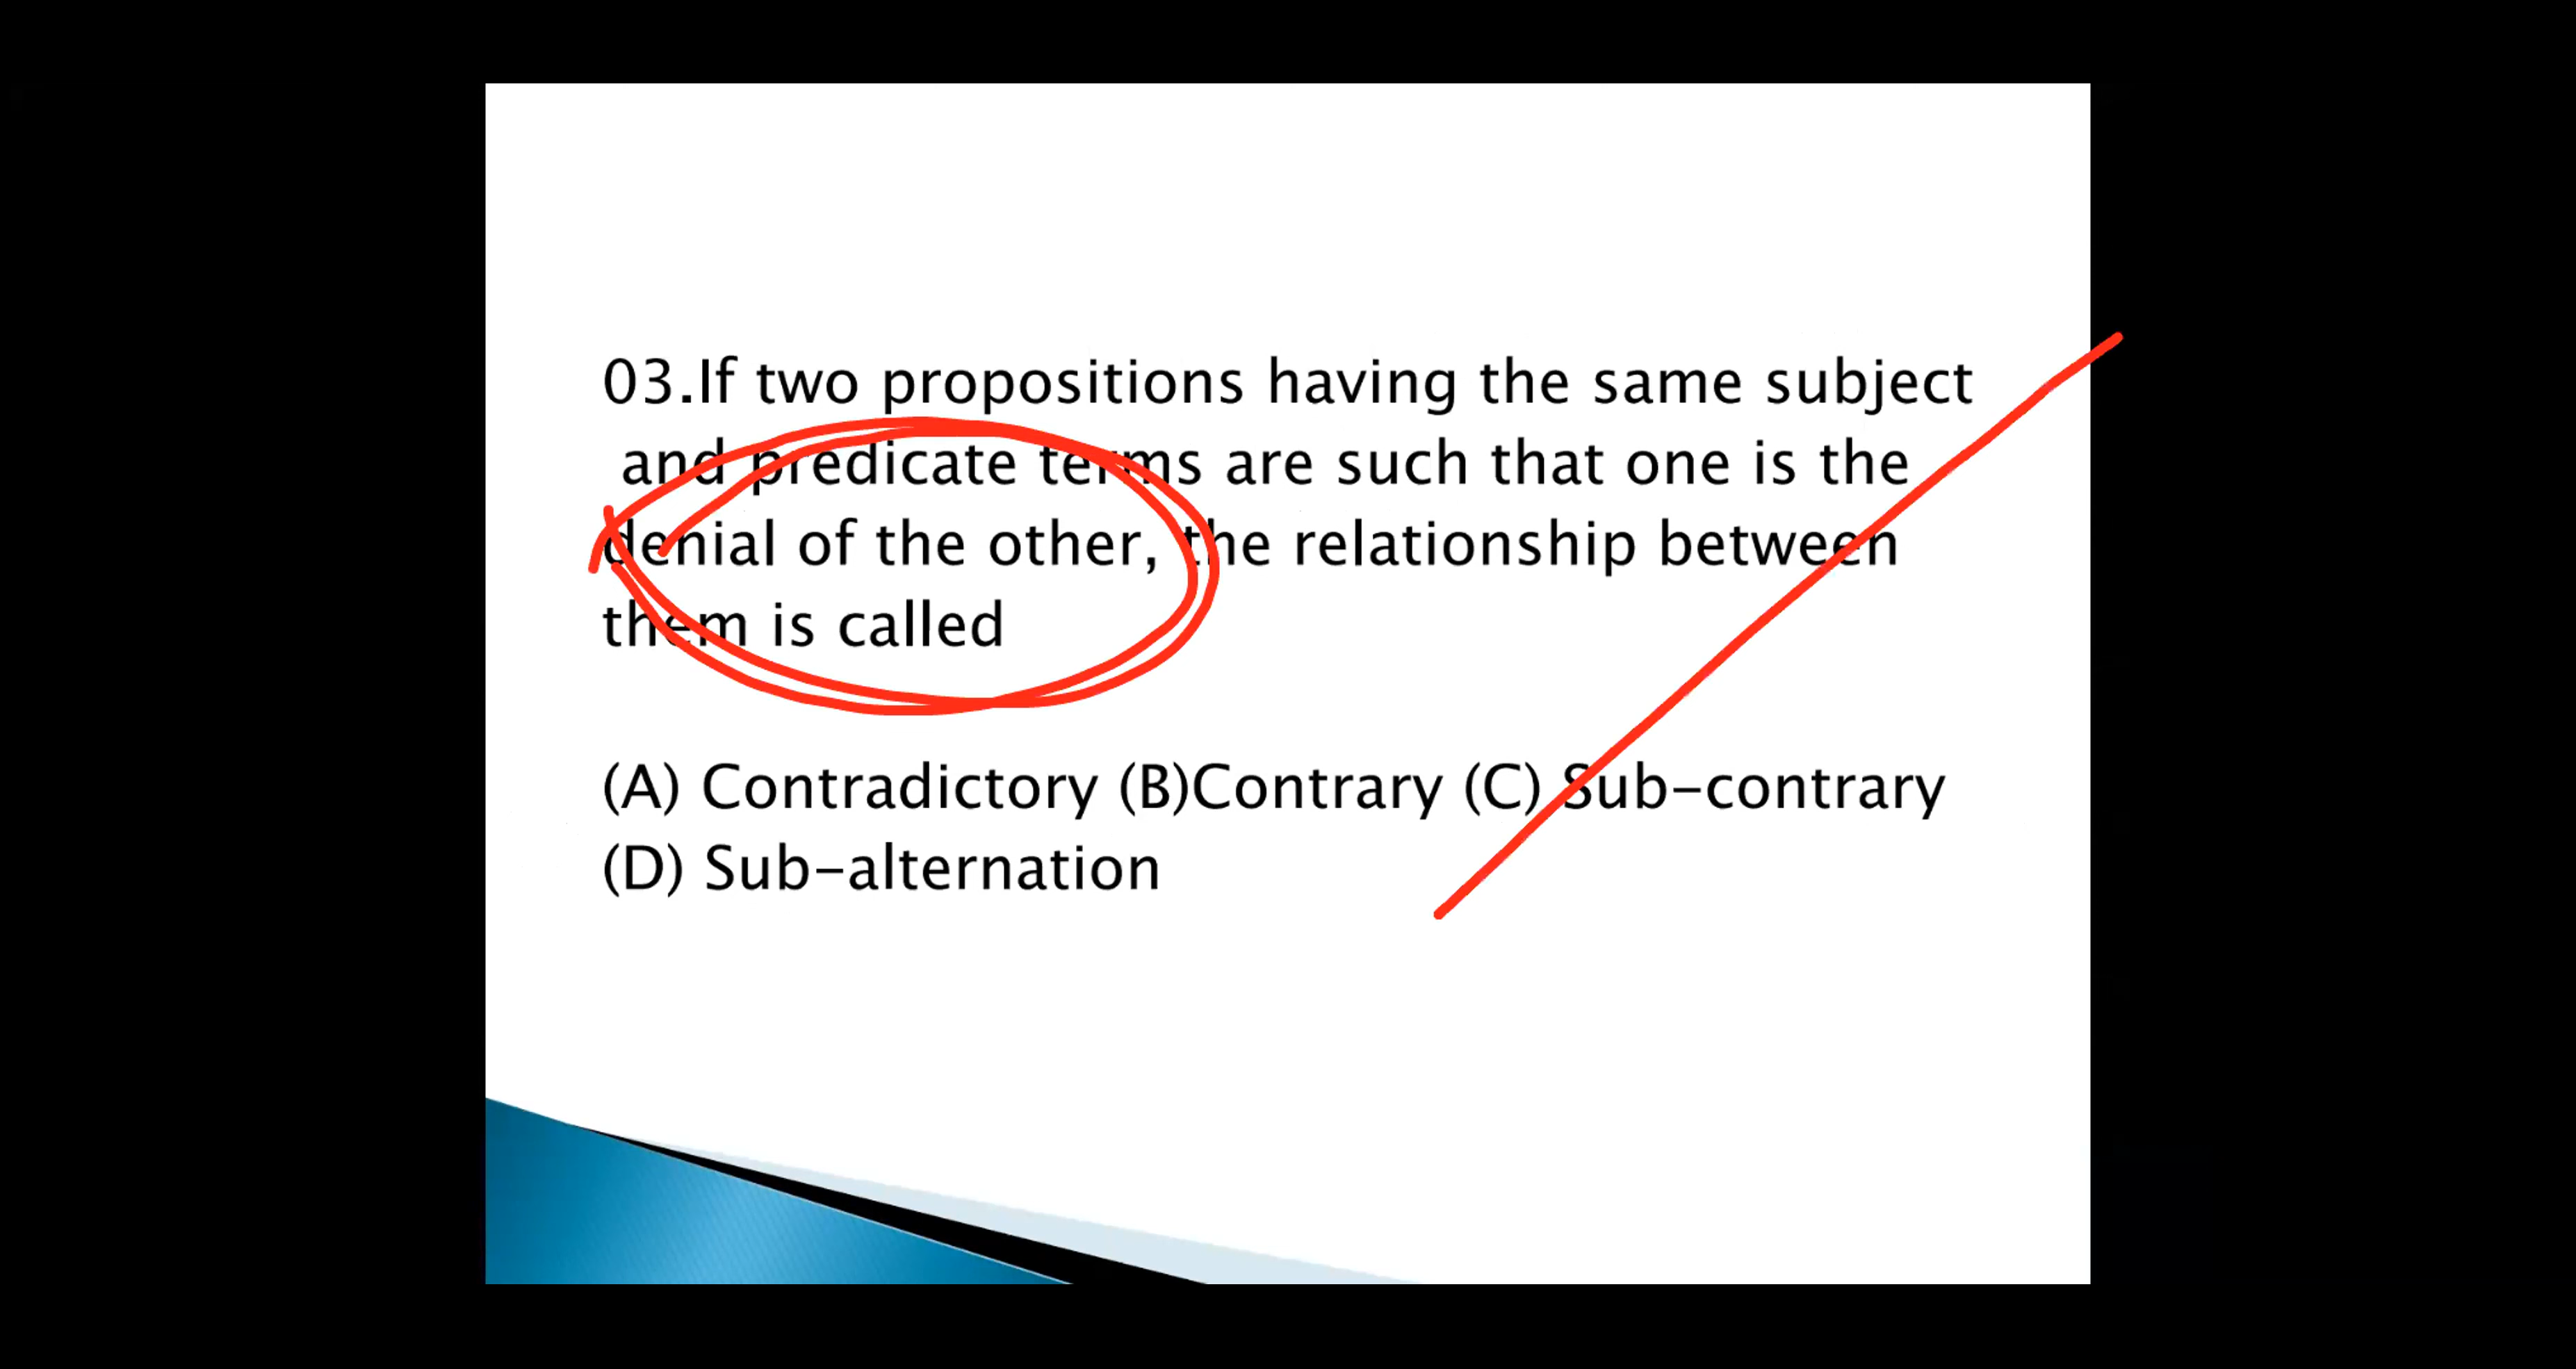 03.If two propositions having the same subject
and predicate terms are such that one is the
denial of the other, the relationship between
them is called
(A) Contradictory (B)Contrary (C) Sub-contrary
(D) Sub-alternation